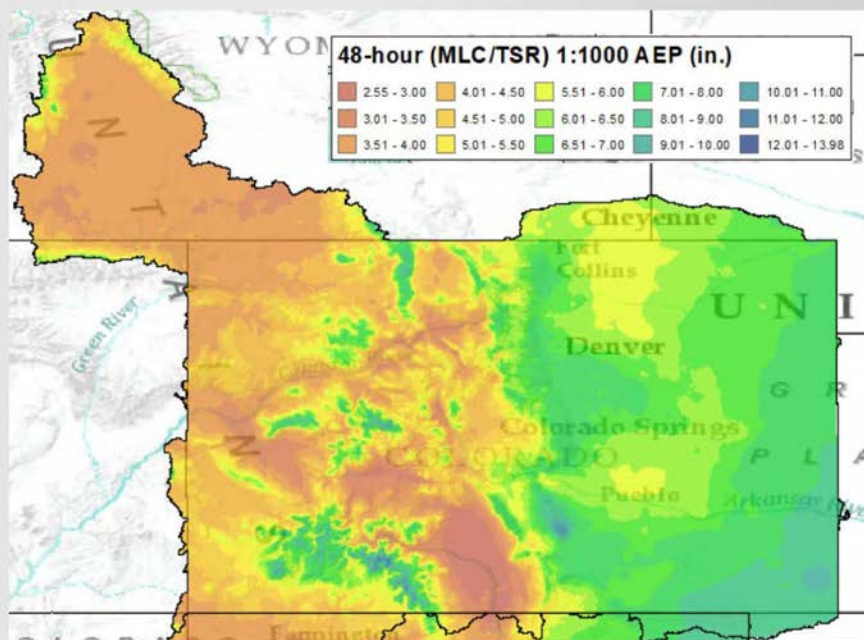 WYOM
48-hour (MLC/TSR) 1:1000 AEP (in.)
2.55 - 3.00 4.01 - 4.50 5.51 - 6.00 7.01 - 8.00 10.01 - 11.00
3.01 - 3.50 4.51 - 5.00 6.01 - 6.50 8.01 - 9.00 11.01 - 12.00
3.51 - 4.00 5.01 - 5.50 6.51 - 7.00 9.01 - 10.00 12.01 - 13.98
U
N
T
A
I
N
Cheyenne
Fort
Collins
U N I
Green River
Denver
G R
Colorado Springs
COLORADO
P L A
Pueblo
Arkansas River
Farmington